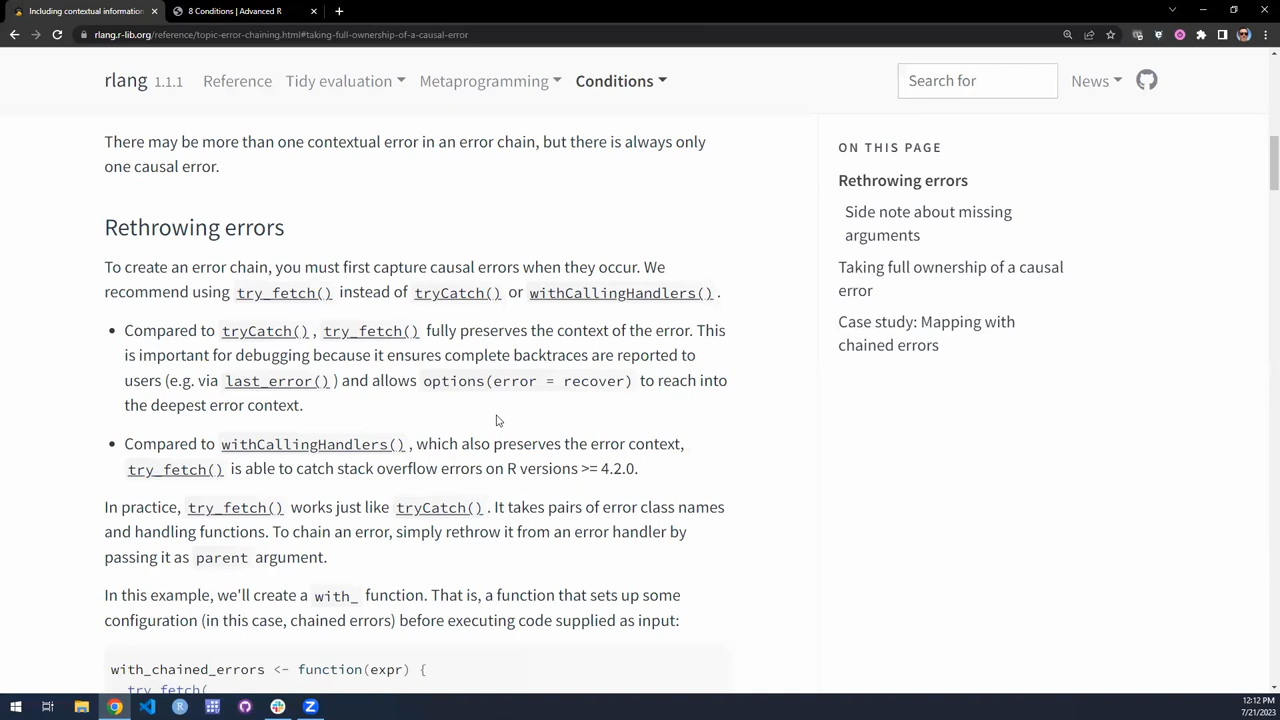 Including contextual information
8 Conditions | Advanced R
rlang.r-lib.org/reference/topic-error-chaining.html#taking-full-ownership-of-a-causal-error
rlang 1.1.1 Reference Tidy evaluation Metaprogramming Conditions Search for News
There may be more than one contextual error in an error chain, but there is always only
one causal error.
Rethrowing errors
To create an error chain, you must first capture causal errors when they occur. We
recommend using try_fetch() instead of tryCatch() or withCallingHandlers().
• Compared to tryCatch(), try_fetch() fully preserves the context of the error. This
is important for debugging because it ensures complete backtraces are reported to
users (e.g. via last_error()) and allows options(error = recover) to reach into
the deepest error context.
• Compared to withCallingHandlers(), which also preserves the error context,
try_fetch() is able to catch stack overflow errors on R versions >= 4.2.0.
In practice, try_fetch() works just like tryCatch(). It takes pairs of error class names
and handling functions. To chain an error, simply rethrow it from an error handler by
passing it as parent argument.
In this example, we'll create a with_ function. That is, a function that sets up some
configuration (in this case, chained errors) before executing code supplied as input:
with_chained_errors <- function(expr) {
try_fetch(
ON THIS PAGE
Rethrowing errors
Side note about missing
arguments
Taking full ownership of a causal
error
Case study: Mapping with
chained errors
12:12 PM
7/21/2023